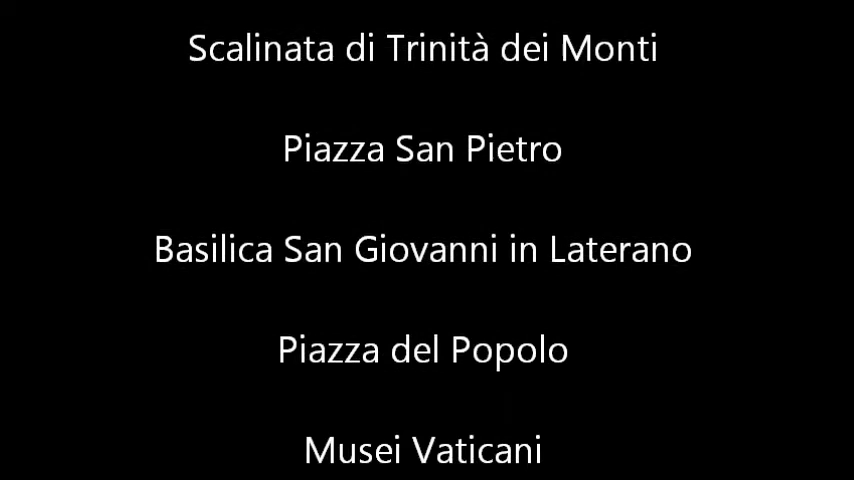 Scalinata di Trinità dei Monti
Piazza San Pietro
Basilica San Giovanni in Laterano
Piazza del Popolo
Musei Vaticani